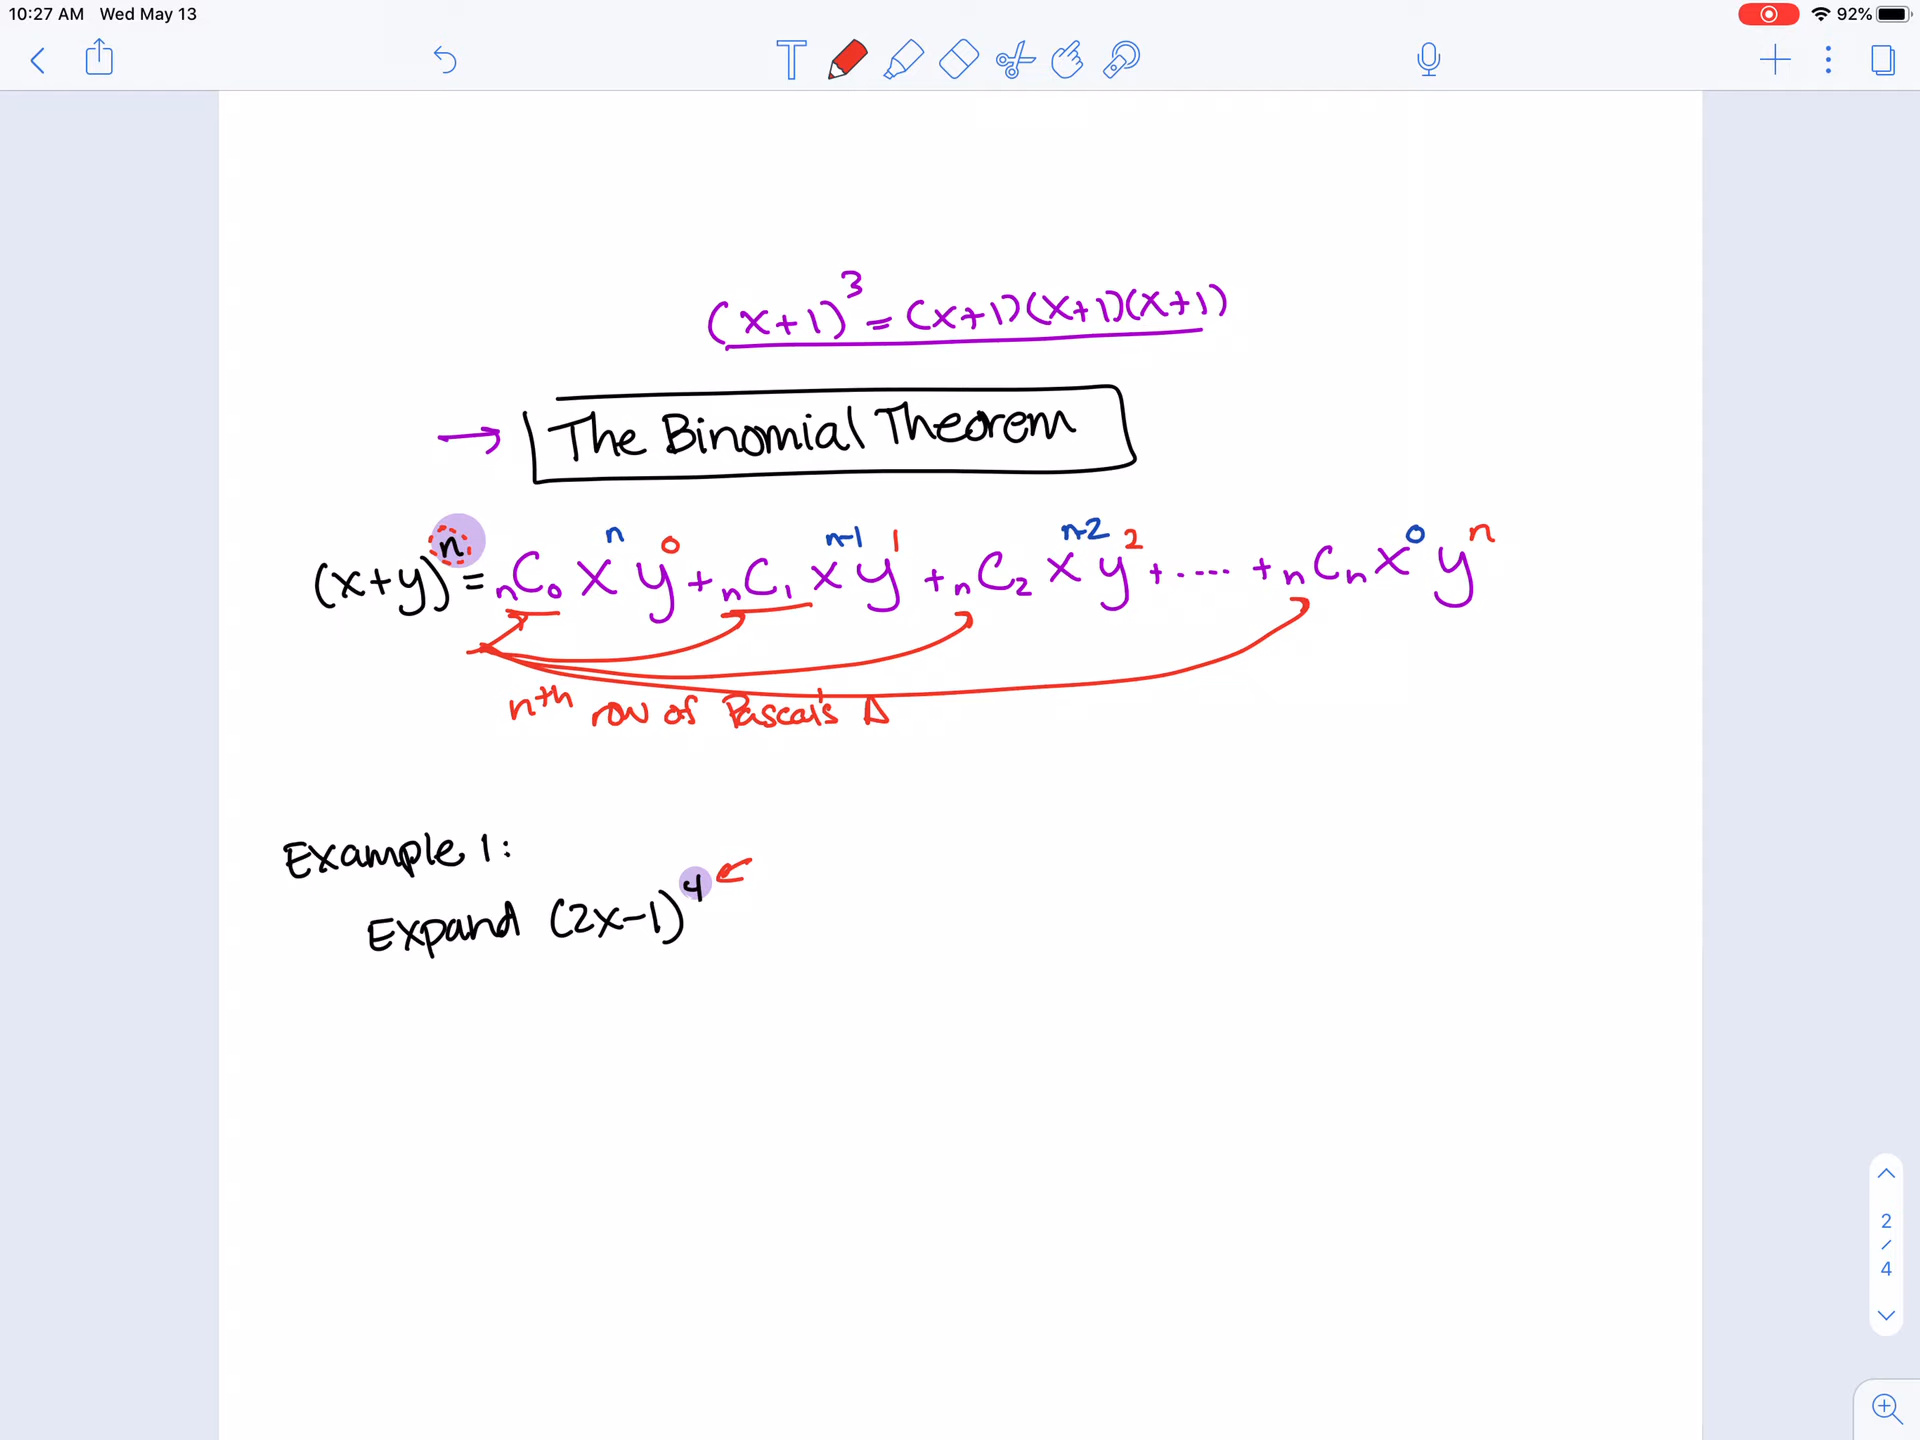 10:27 AM Wed May 13
92%
(x+1)³ = (x+1)(x+1)(x+1)
→ The Binomial Theorem
(x+y)ⁿ = ₙC₀ xⁿ y⁰ + ₙC₁ xⁿ⁻¹ y¹ + ₙC₂ xⁿ⁻² y² + ..... + ₙCₙ x⁰ yⁿ
nᵗʰ row of Pascal's Δ
Example 1:
Expand (2x-1)⁴
2
/
4